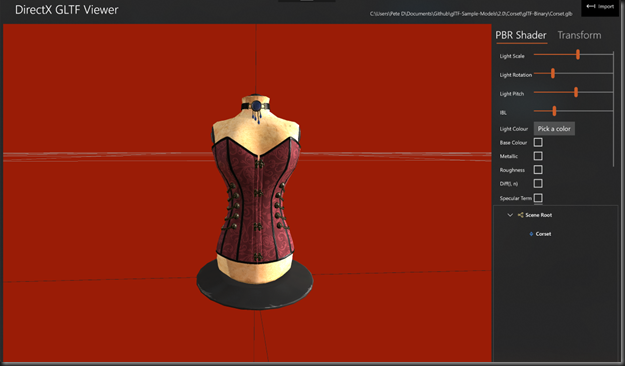 DirectX GLTF Viewer
C:\Users\Pete D\Documents\Github\glTF-Sample-Models\2.0\Corset\glTF-Binary\Corset.glb
Import
PBR Shader
Transform
Light Scale
Light Rotation
Light Pitch
IBL
Light Colour
Pick a color
Base Colour
Metallic
Roughness
Diff(l, n)
Specular Term
Scene Root
Corset